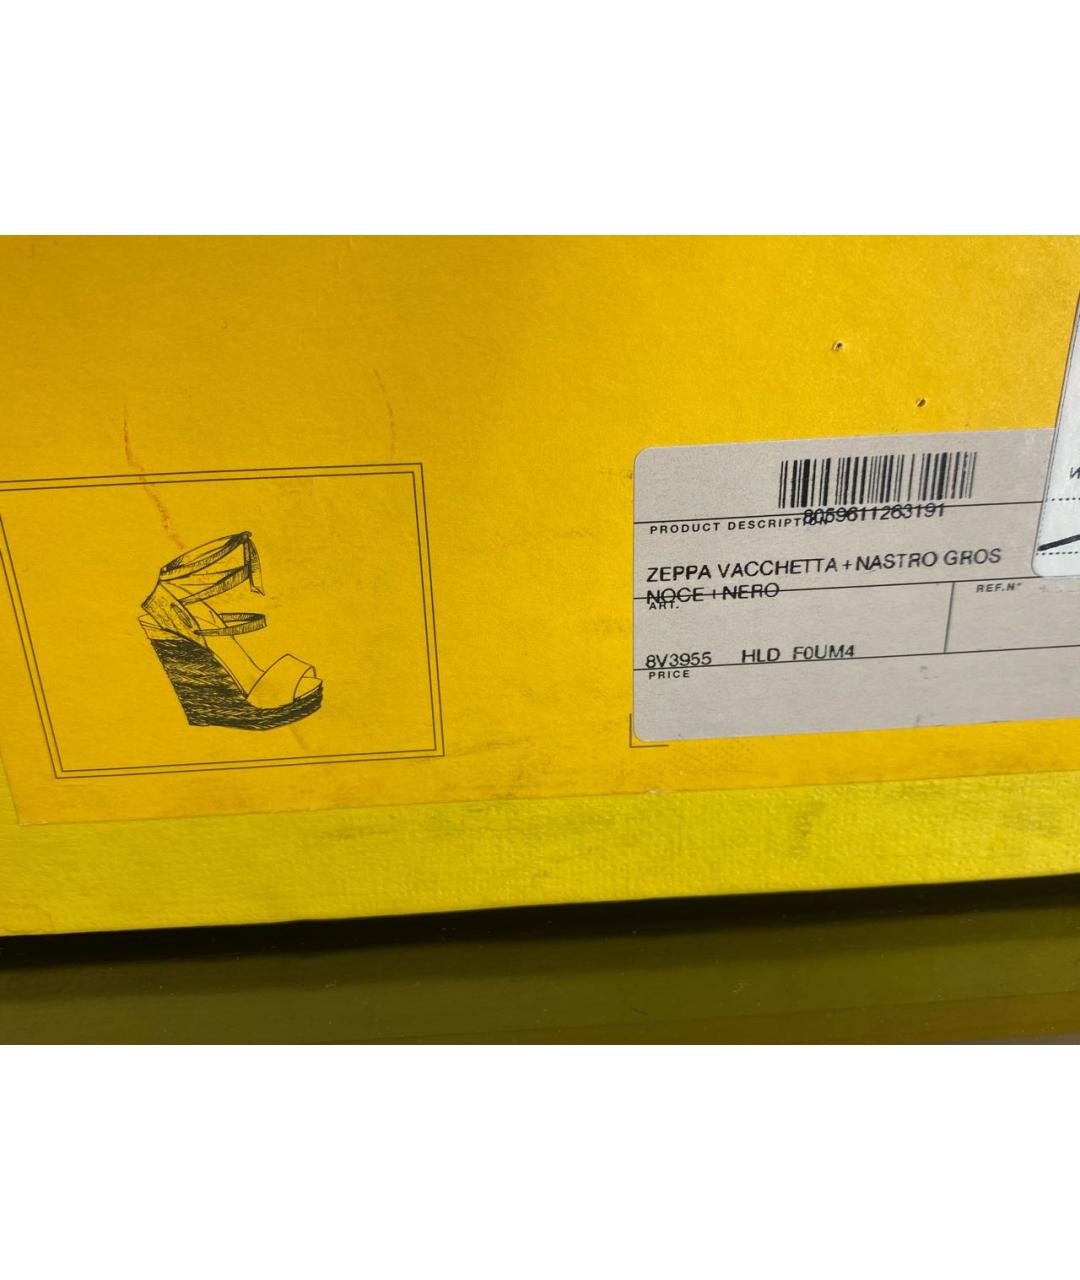 8059611263191
PRODUCT DESCRIPTION
ZEPPA VACCHETTA + NASTRO GROS
NOCE + NERO
ART.
REF.N°
8V3955 HLD F0UM4
PRICE